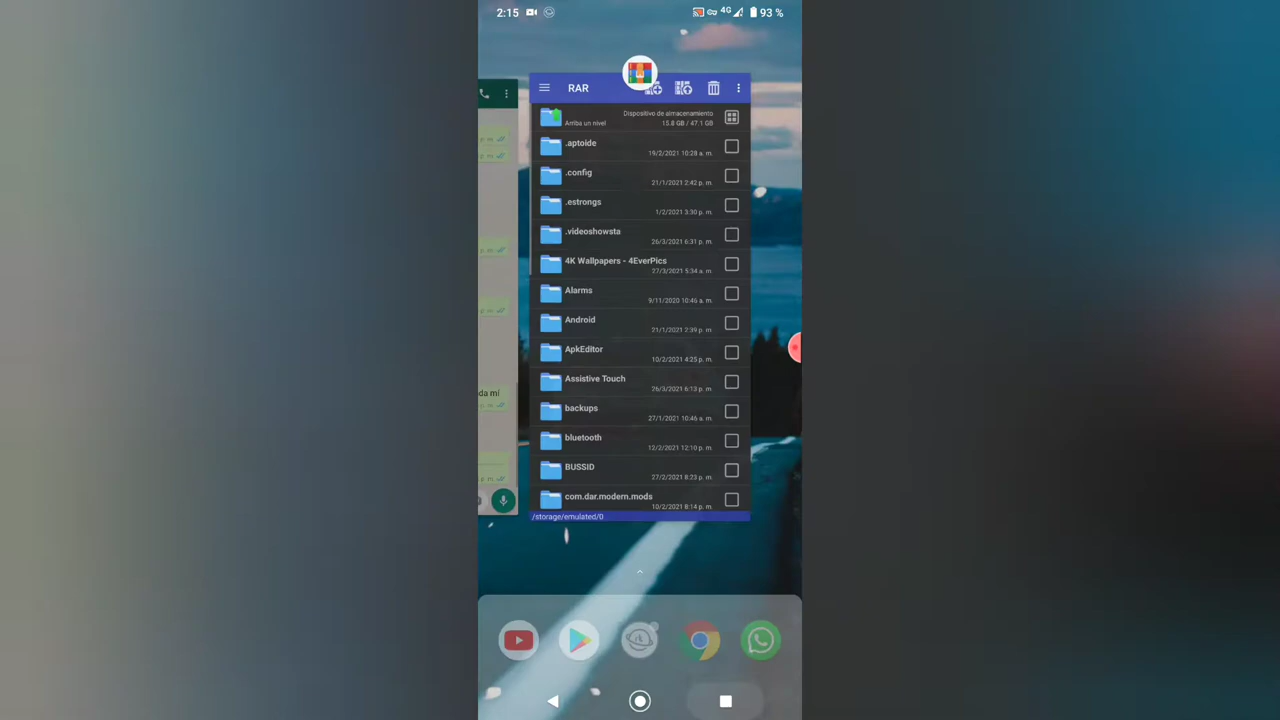 2:15
4G
93 %
RAR
Dispositivo de almacenamiento
Arriba un nivel
15.8 GB / 47.1 GB
.aptoide
19/2/2021 10:28 a. m.
.config
21/1/2021 2:42 p. m.
.estrongs
1/2/2021 3:30 p. m.
.videoshowsta
26/3/2021 6:31 p. m.
4K Wallpapers - 4EverPics
27/3/2021 5:34 a. m.
Alarms
9/11/2020 10:46 a. m.
Android
21/1/2021 2:39 p. m.
ApkEditor
10/2/2021 4:25 p. m.
Assistive Touch
26/3/2021 6:13 p. m.
da mi
backups
27/1/2021 10:46 a. m.
bluetooth
12/2/2021 12:10 p. m.
BUSSID
27/2/2021 8:23 p. m.
com.dar.modern.mods
10/2/2021 8:14 p. m.
/storage/emulated/0